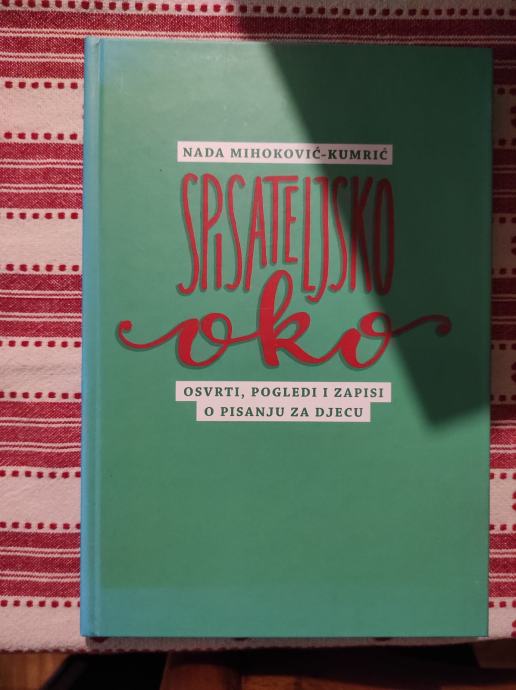 NADA MIHOKOVIĆ-KUMRIĆ
SPiSATELJSKO
oko
OSVRTI, POGLEDI I ZAPISI
O PISANJU ZA DJECU